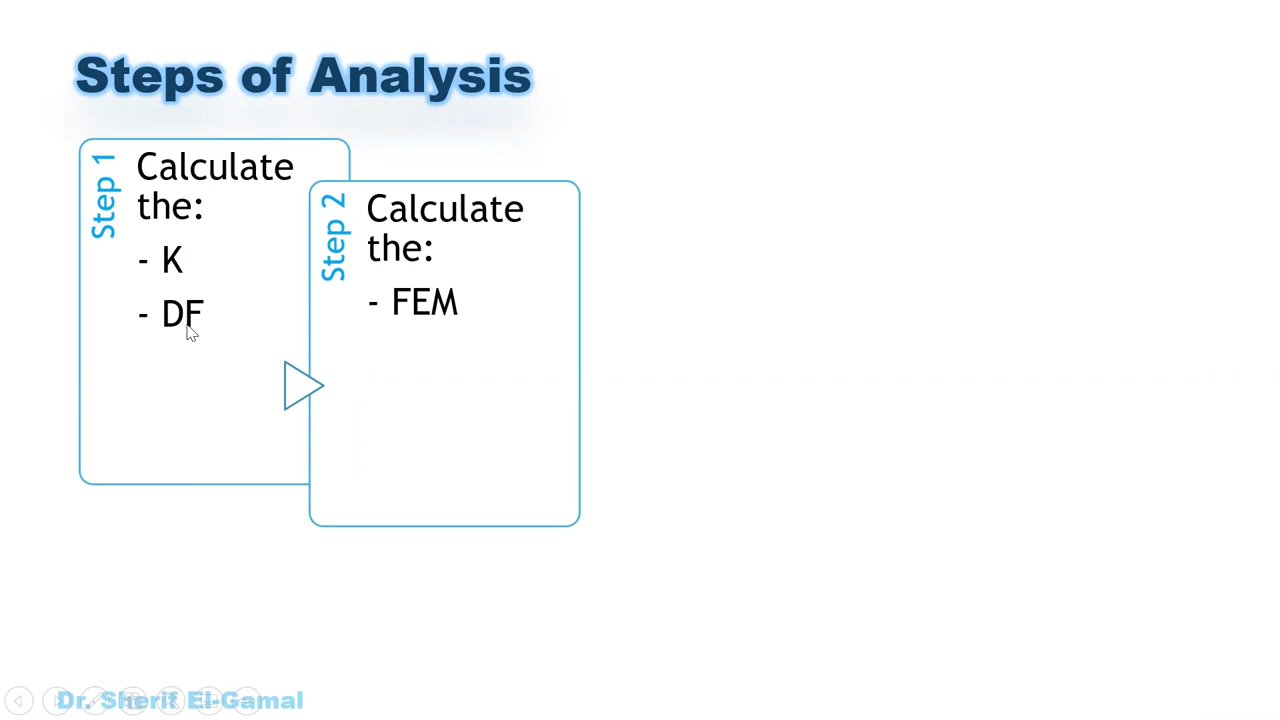 Steps of Analysis
Step 1
Calculate
the:
- K
- DF
Step 2
Calculate
the:
- FEM
Dr. Sherif El-Gamal